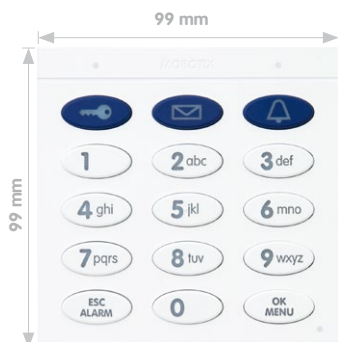 99 mm
99 mm
MOBOTIX
1
2 abc
3 def
4 ghi
5 jkl
6 mno
7 pqrs
8 tuv
9 wxyz
ESC
ALARM
0
OK
MENU